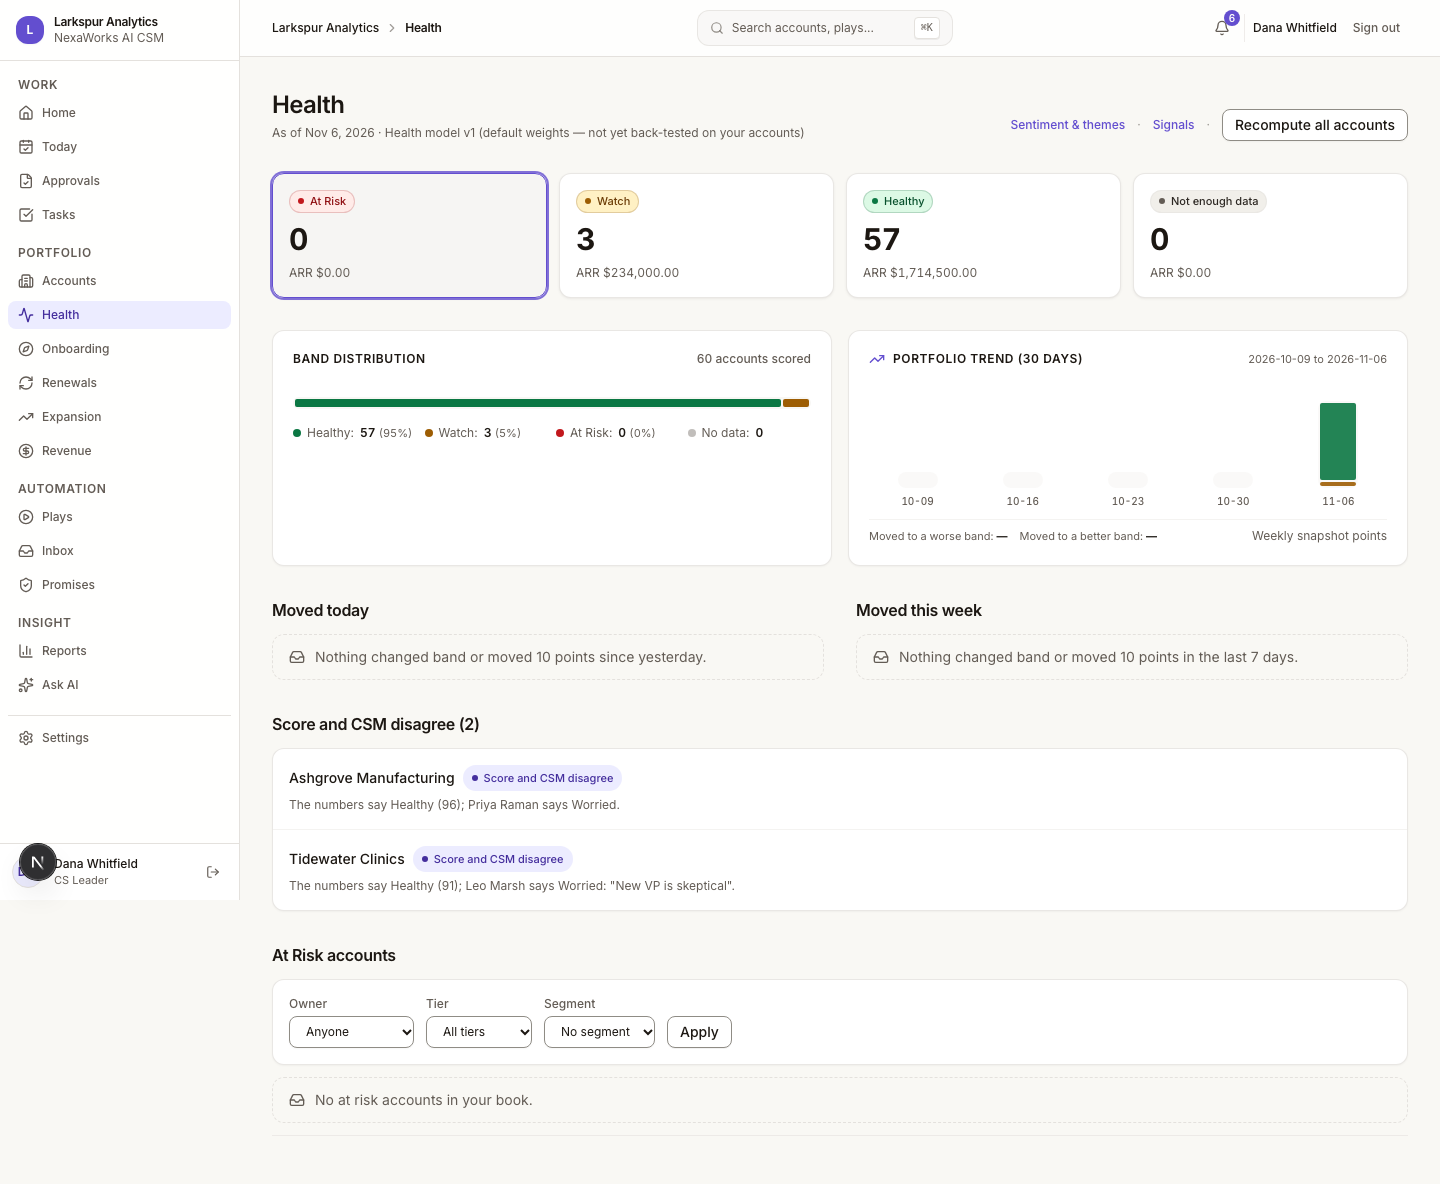 L
Larkspur Analytics
NexaWorks AI CSM
Larkspur Analytics > Health
Search accounts, plays...
⌘K
6
Dana Whitfield
Sign out
WORK
Home
Today
Approvals
Tasks
PORTFOLIO
Accounts
Health
Onboarding
Renewals
Expansion
Revenue
AUTOMATION
Plays
Inbox
Promises
INSIGHT
Reports
Ask AI
Settings
N
Dana Whitfield
CS Leader
Health
As of Nov 6, 2026 · Health model v1 (default weights — not yet back-tested on your accounts)
Sentiment & themes · Signals · Recompute all accounts
At Risk
0
ARR $0.00
Watch
3
ARR $234,000.00
Healthy
57
ARR $1,714,500.00
Not enough data
0
ARR $0.00
BAND DISTRIBUTION
60 accounts scored
Healthy: 57 (95%)
Watch: 3 (5%)
At Risk: 0 (0%)
No data: 0
PORTFOLIO TREND (30 DAYS)
2026-10-09 to 2026-11-06
10-09
10-16
10-23
10-30
11-06
Moved to a worse band: —
Moved to a better band: —
Weekly snapshot points
Moved today
Nothing changed band or moved 10 points since yesterday.
Moved this week
Nothing changed band or moved 10 points in the last 7 days.
Score and CSM disagree (2)
Ashgrove Manufacturing
Score and CSM disagree
The numbers say Healthy (96); Priya Raman says Worried.
Tidewater Clinics
Score and CSM disagree
The numbers say Healthy (91); Leo Marsh says Worried: "New VP is skeptical".
At Risk accounts
Owner
Tier
Segment
Anyone
All tiers
No segment
Apply
No at risk accounts in your book.